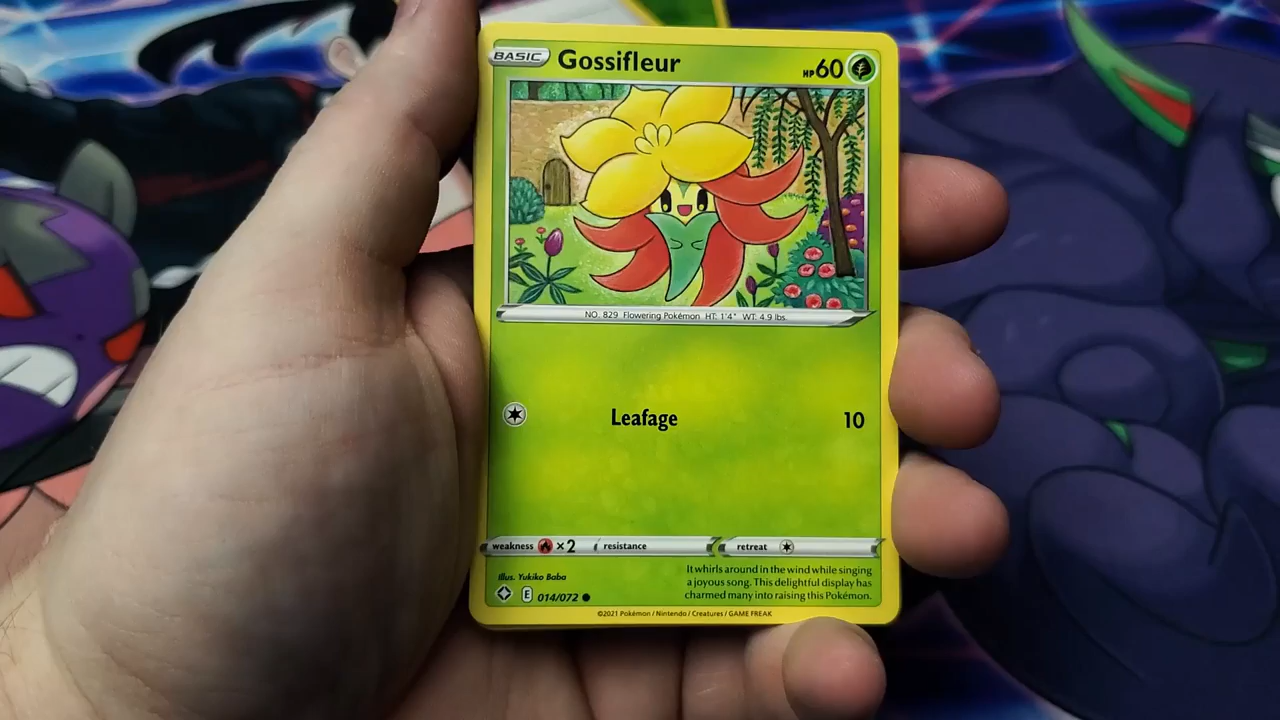 BASIC Gossifleur HP 60
NO. 829 Flowering Pokémon HT: 1'4" WT: 4.9 lbs.
Leafage 10
weakness ×2 resistance retreat
Illus. Yukiko Baba
It whirls around in the wind while singing
a joyous song. This delightful display has
charmed many into raising this Pokémon.
E 014/072
©2021 Pokémon / Nintendo / Creatures / GAME FREAK